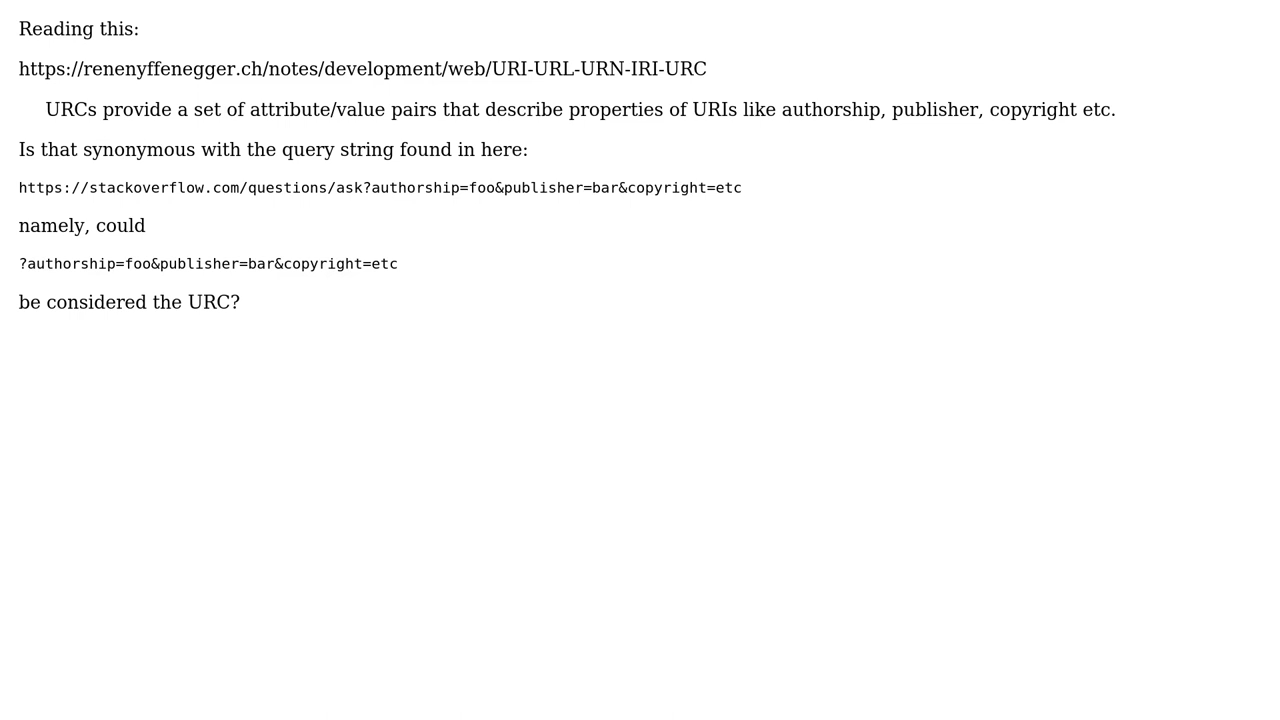 Reading this:
https://renenyffenegger.ch/notes/development/web/URI-URL-URN-IRI-URC
URCs provide a set of attribute/value pairs that describe properties of URIs like authorship, publisher, copyright etc.
Is that synonymous with the query string found in here:
https://stackoverflow.com/questions/ask?authorship=foo&publisher=bar&copyright=etc
namely, could
?authorship=foo&publisher=bar&copyright=etc
be considered the URC?